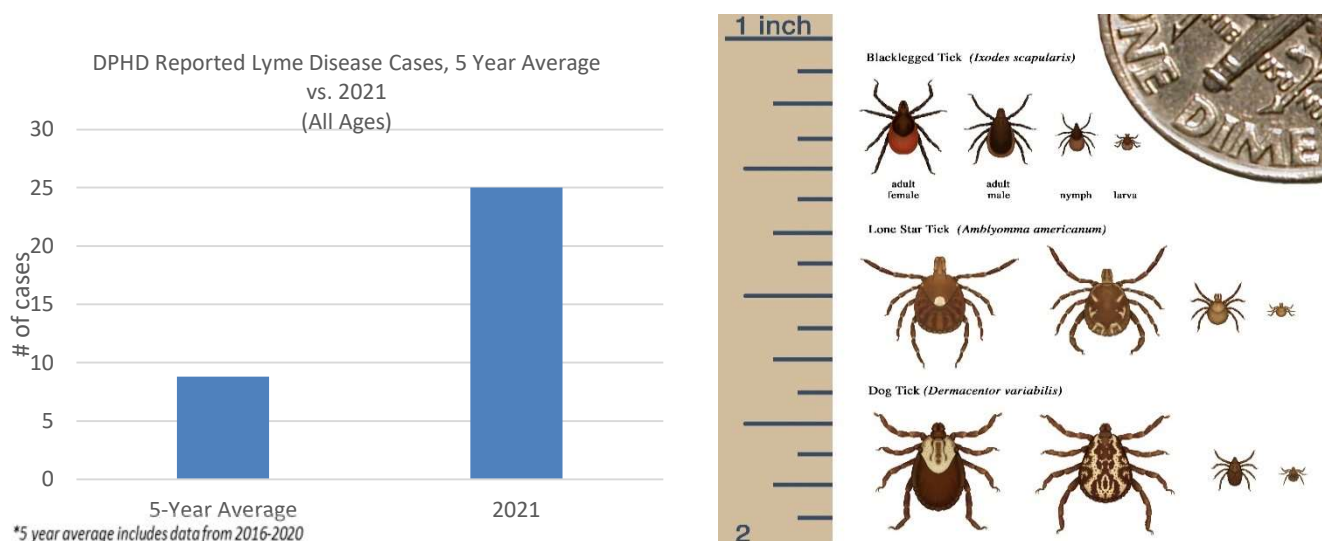 DPHD Reported Lyme Disease Cases, 5 Year Average
vs. 2021
(All Ages)
# of cases
30
25
20
15
10
5
0
5-Year Average
2021
*5 year average includes data from 2016-2020
1 inch
2
Blacklegged Tick (Ixodes scapularis)
adult female
adult male
nymph
larva
Lone Star Tick (Amblyomma americanum)
Dog Tick (Dermacentor variabilis)
ONE DIME